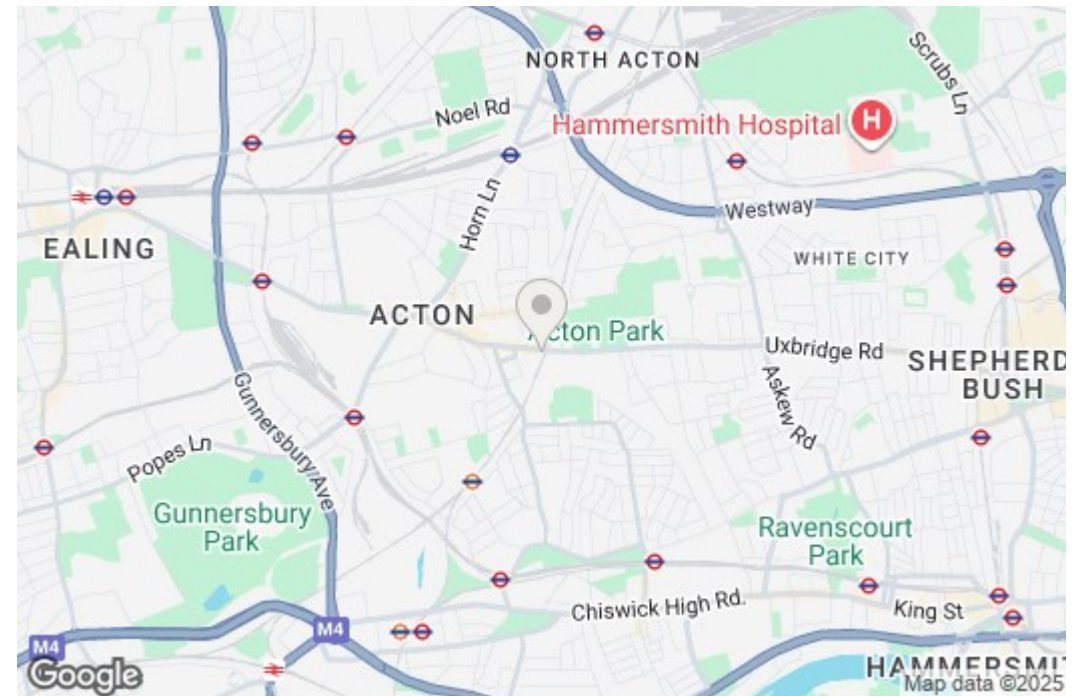 NORTH ACTON
Scrubs Ln
Noel Rd
Hammersmith Hospital
H
Horn Ln
Westway
EALING
WHITE CITY
ACTON
Acton Park
Uxbridge Rd
SHEPHERD
BUSH
Gunnersbury Ave
Askew Rd
Popes Ln
Gunnersbury
Park
Ravenscourt
Park
Chiswick High Rd.
King St
M4
M4
HAMMERSMIT
Google
Map data ©2025